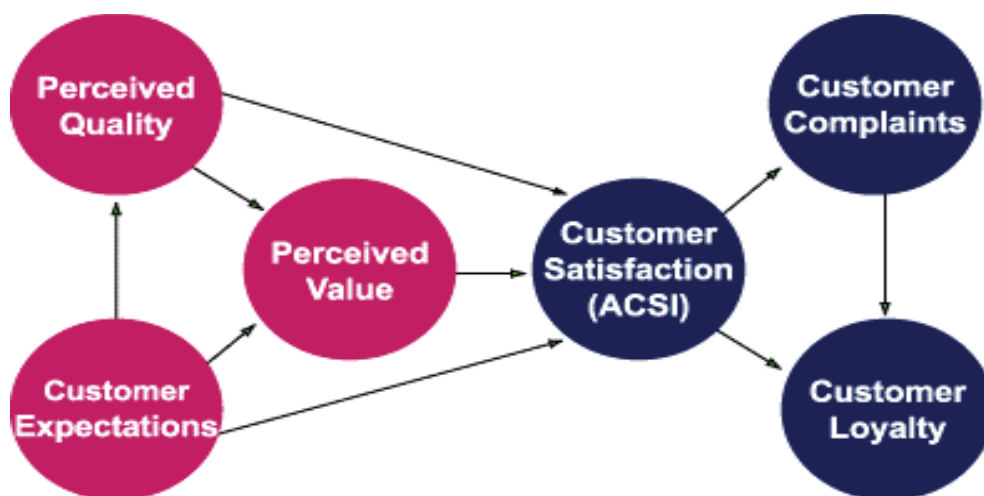 Perceived
Quality
Customer
Complaints
Perceived
Value
Customer
Satisfaction
(ACSI)
Customer
Expectations
Customer
Loyalty